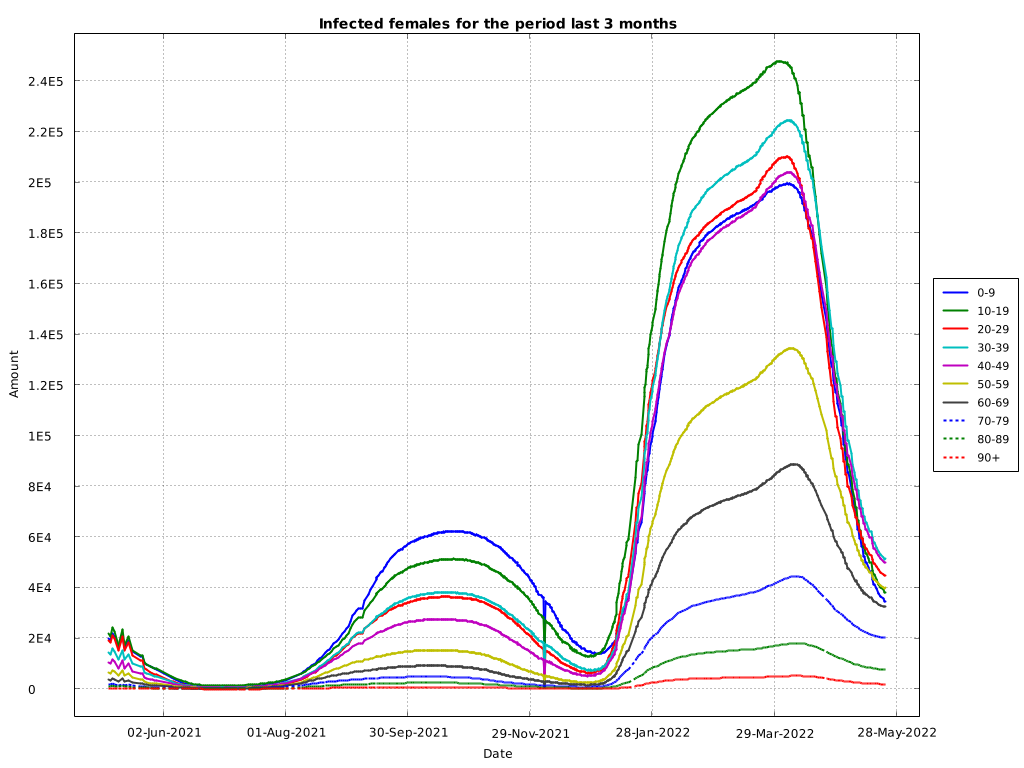 Infected females for the period last 3 months
2.4E5
2.2E5
2E5
1.8E5
1.6E5
1.4E5
1.2E5
1E5
8E4
6E4
4E4
2E4
0
Amount
02-Jun-2021
01-Aug-2021
30-Sep-2021
29-Nov-2021
28-Jan-2022
29-Mar-2022
28-May-2022
Date
0-9
10-19
20-29
30-39
40-49
50-59
60-69
70-79
80-89
90+